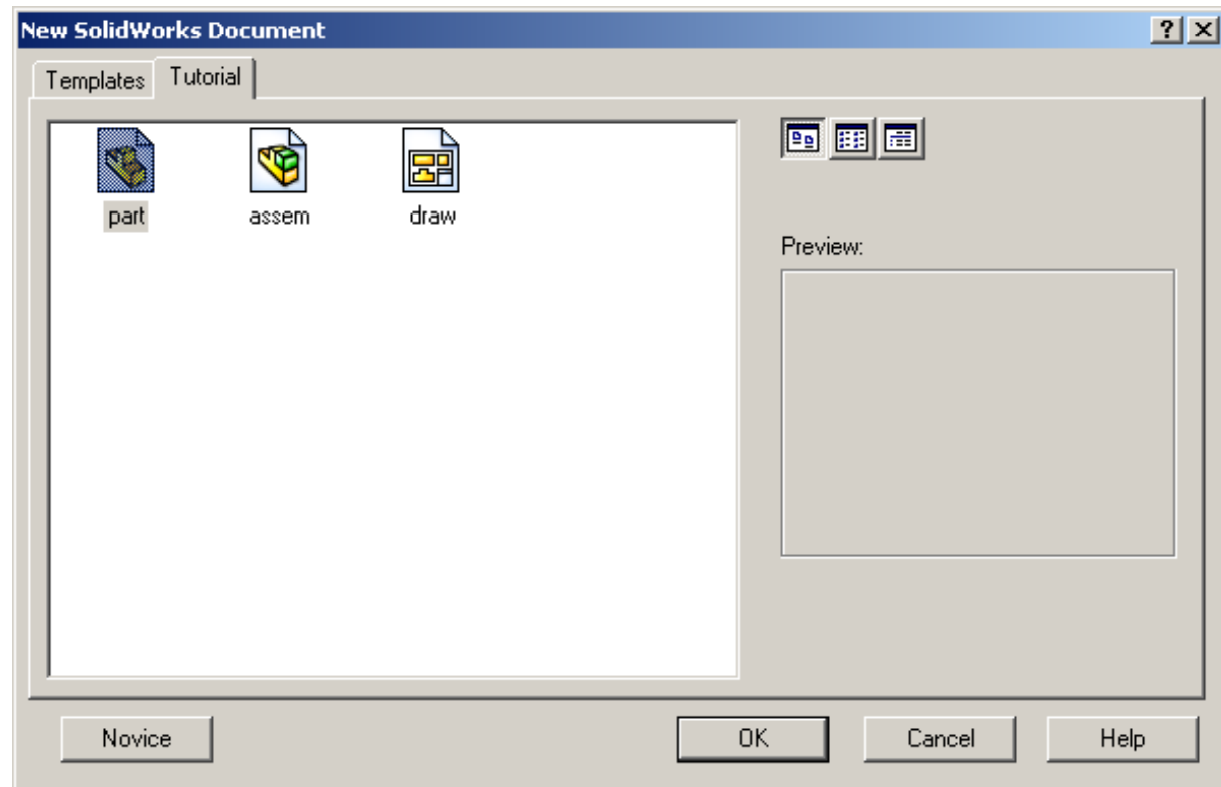 New SolidWorks Document
Templates Tutorial
part assem draw
Preview:
Novice OK Cancel Help